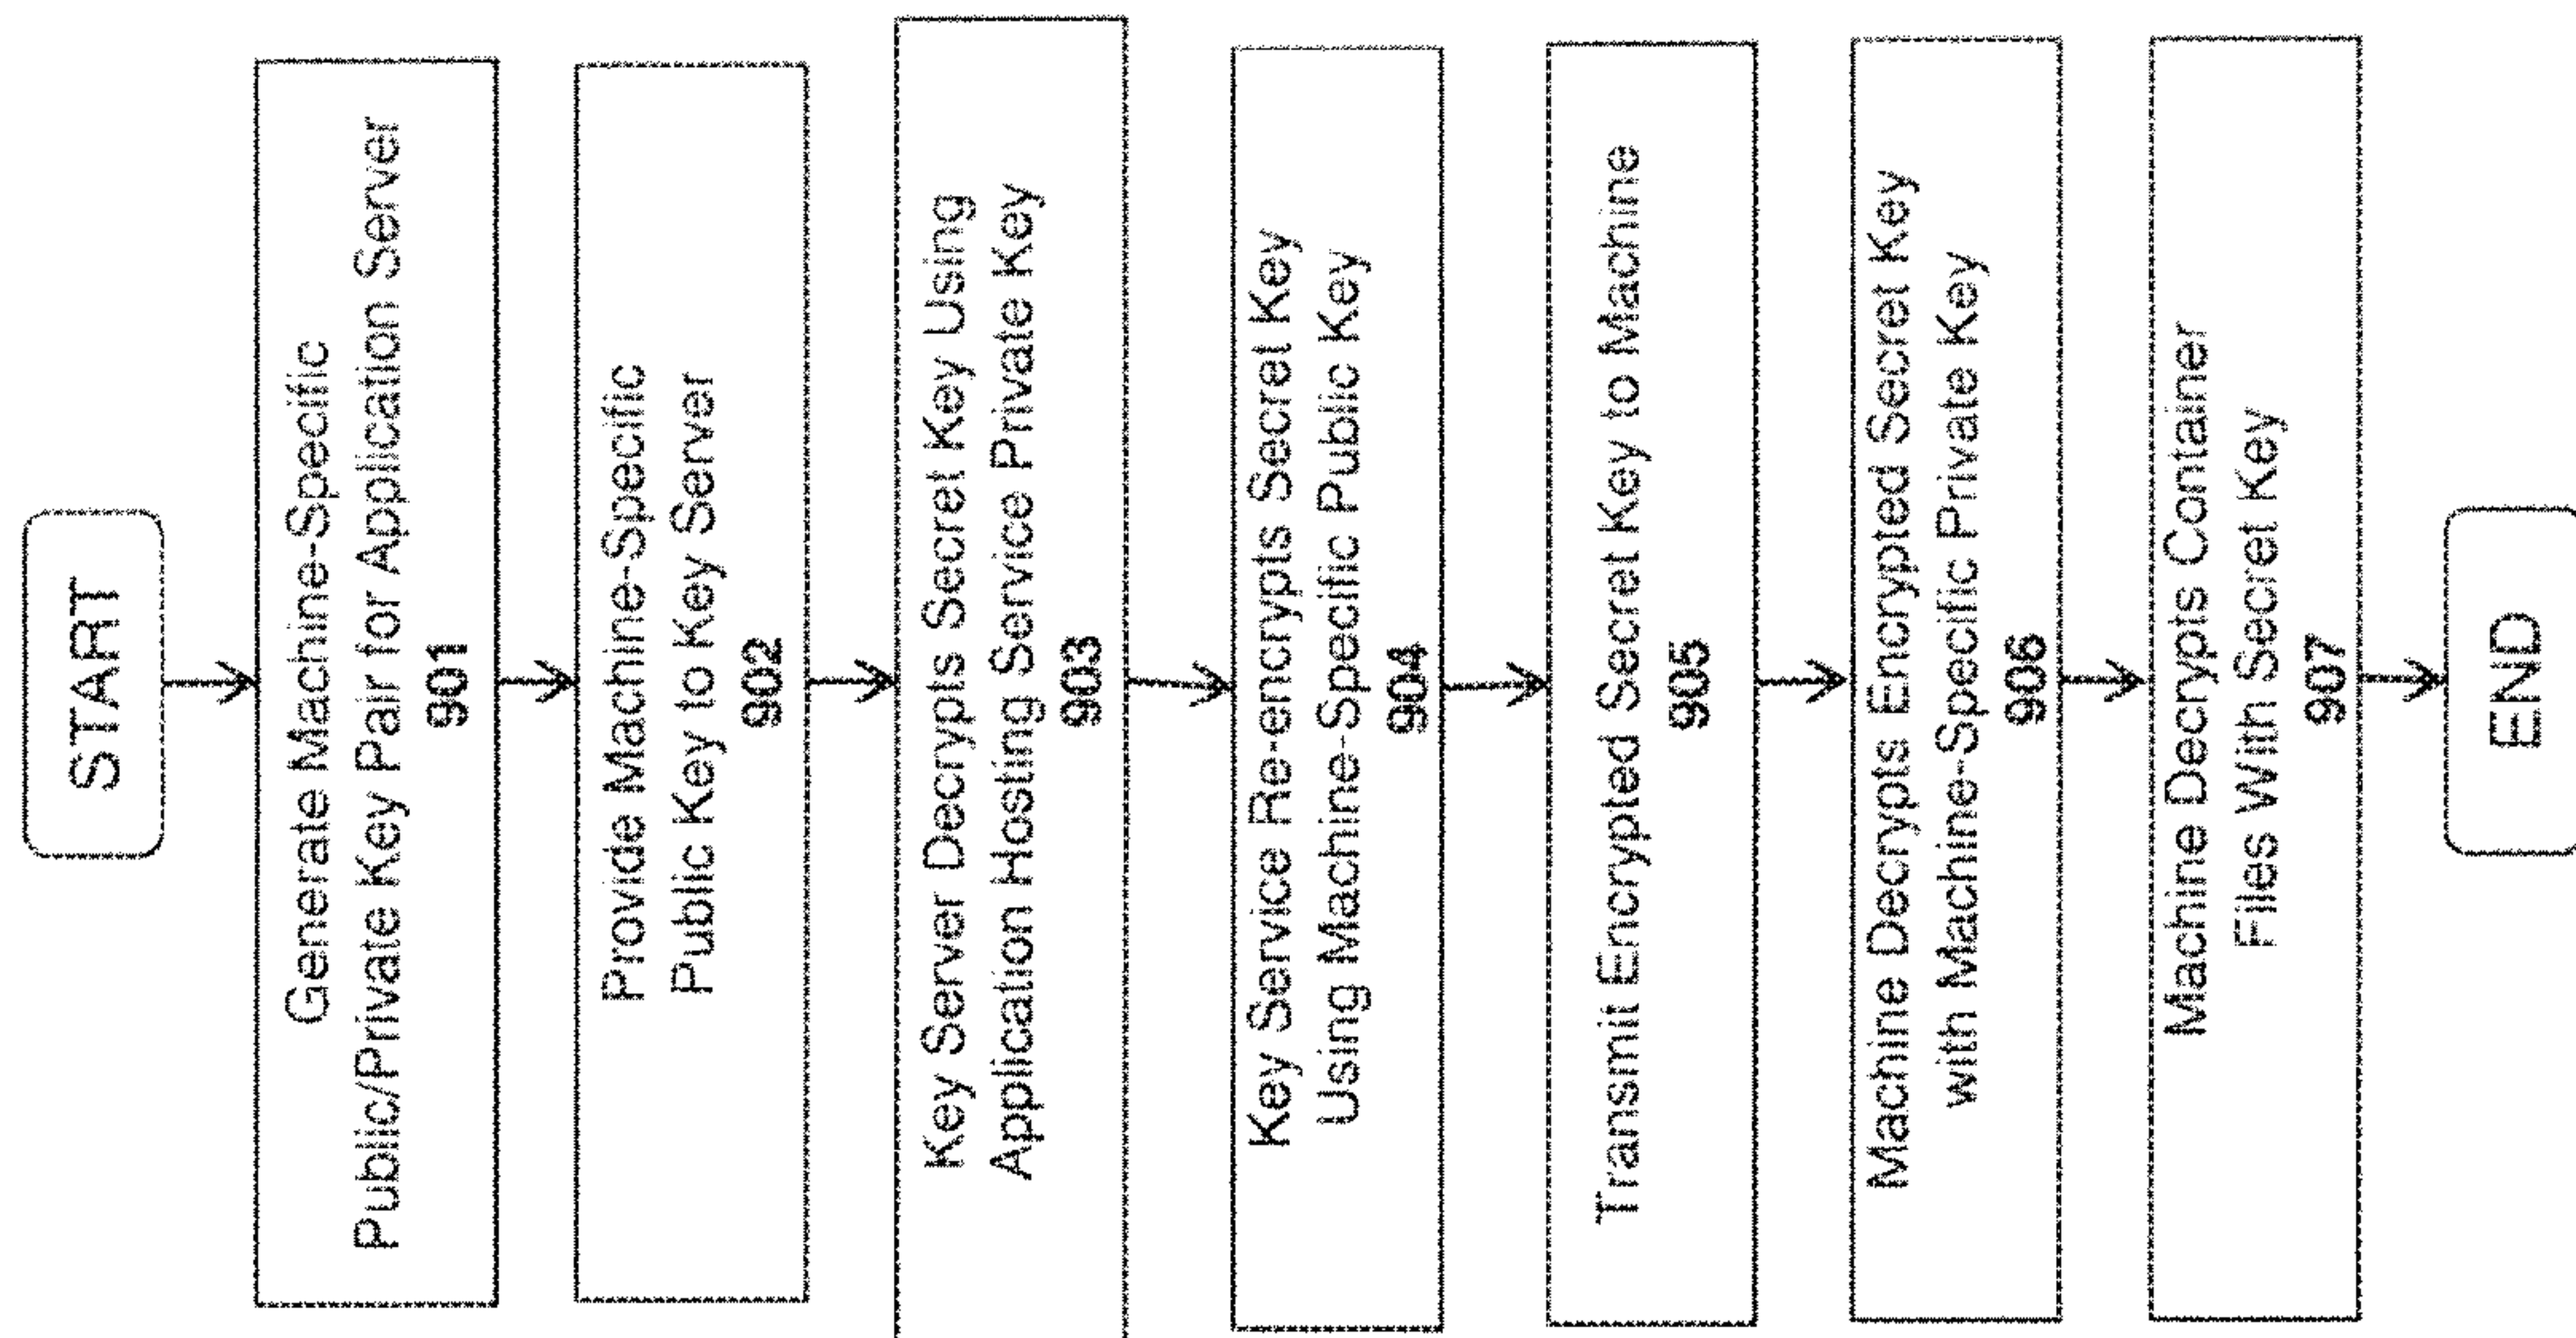 START
Generate Machine-Specific
Public/Private Key Pair for Application Server
901
Provide Machine-Specific
Public Key to Key Server
902
Key Server Decrypts Secret Key Using
Application Hosting Service Private Key
903
Key Service Re-encrypts Secret Key
Using Machine-Specific Public Key
904
Transmit Encrypted Secret Key to Machine
905
Machine Decrypts Encrypted Secret Key
with Machine-Specific Private Key
906
Machine Decrypts Container
Files With Secret Key
907
END